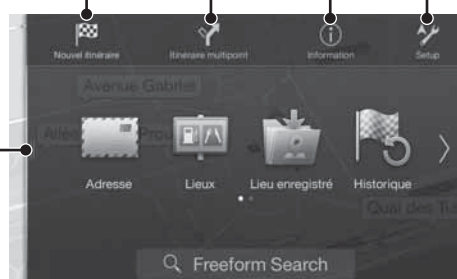 Nouvel itinéraire
Itinéraire multipoint
Information
Setup
Avenue Gabriel
Adresse
Lieux
Lieu enregistré
Historique
Quai des Tu
Freeform Search